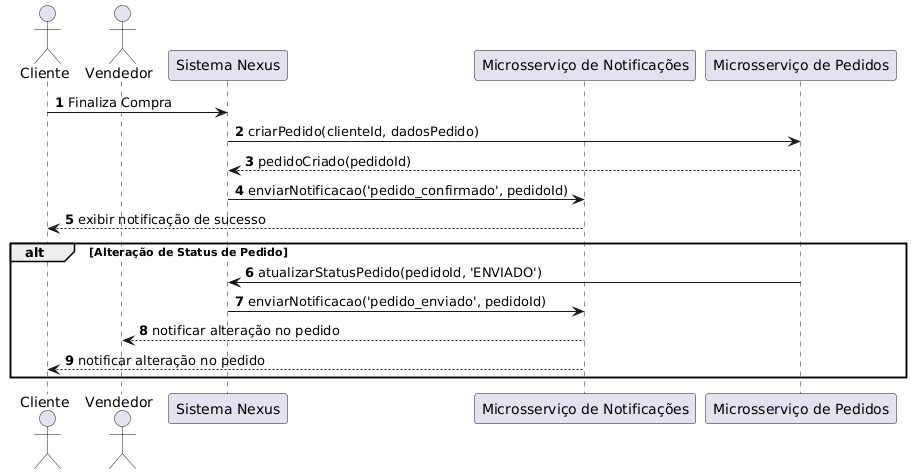 Cliente
Vendedor
Sistema Nexus
Microsserviço de Notificações
Microsserviço de Pedidos
1 Finaliza Compra
2 criarPedido(clienteId, dadosPedido)
3 pedidoCriado(pedidoId)
4 enviarNotificacao('pedido_confirmado', pedidoId)
5 exibir notificação de sucesso
alt [Alteração de Status de Pedido]
6 atualizarStatusPedido(pedidoId, 'ENVIADO')
7 enviarNotificacao('pedido_enviado', pedidoId)
8 notificar alteração no pedido
9 notificar alteração no pedido
Cliente
Vendedor
Sistema Nexus
Microsserviço de Notificações
Microsserviço de Pedidos